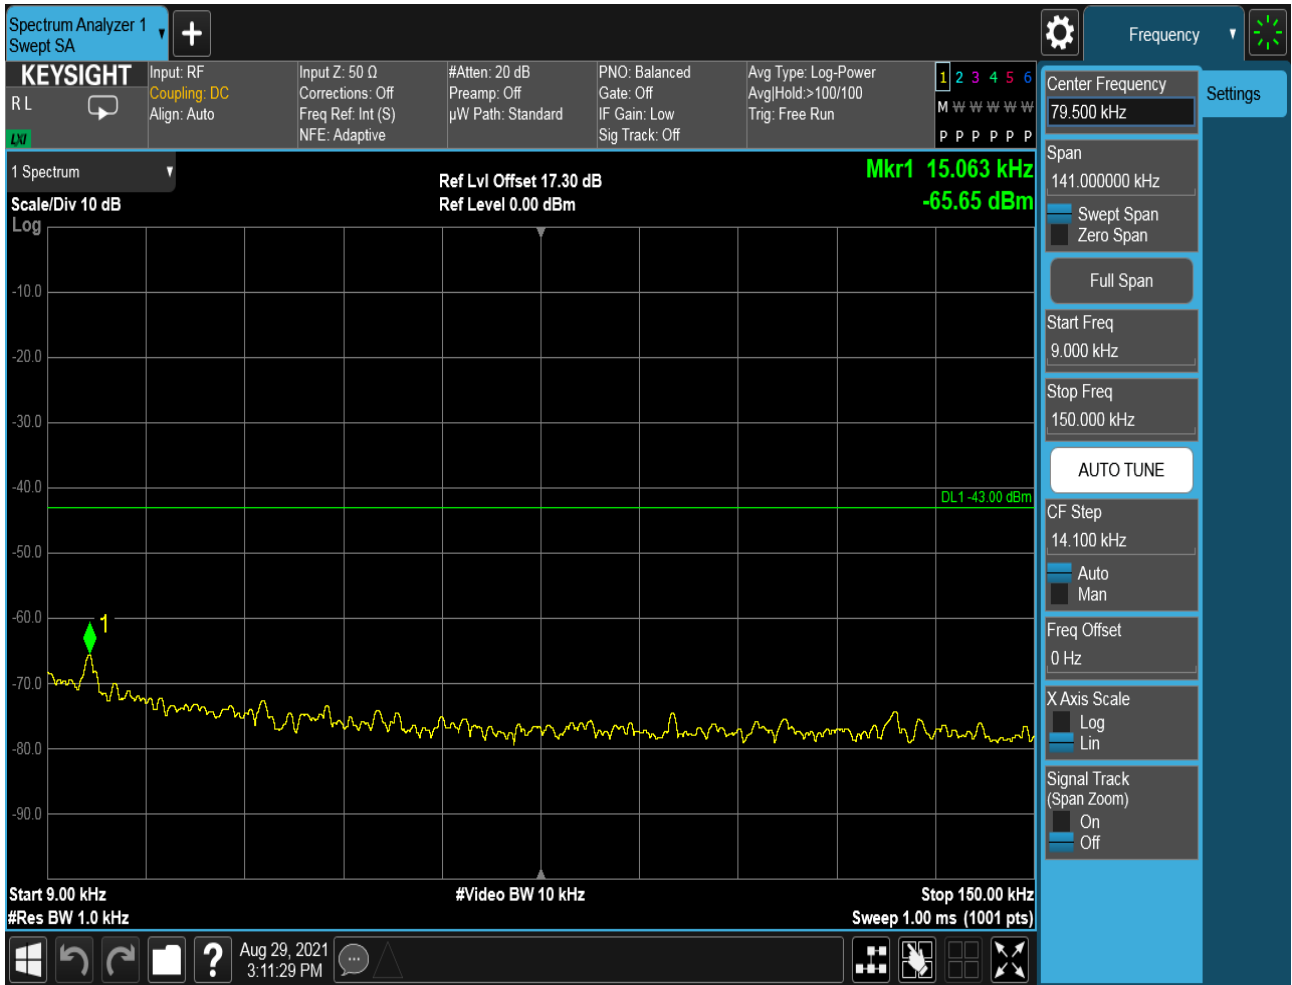 Spectrum Analyzer 1
Swept SA
Frequency
KEYSIGHT
R L
LXI
Input: RF
Coupling: DC
Align: Auto
Input Z: 50 Ω
Corrections: Off
Freq Ref: Int (S)
NFE: Adaptive
#Atten: 20 dB
Preamp: Off
µW Path: Standard
PNO: Balanced
Gate: Off
IF Gain: Low
Sig Track: Off
Avg Type: Log-Power
Avg|Hold:>100/100
Trig: Free Run
1 2 3 4 5 6
M W W W W W
P P P P P P
1 Spectrum
Scale/Div 10 dB
Log
Ref Lvl Offset 17.30 dB
Ref Level 0.00 dBm
Mkr1 15.063 kHz
-65.65 dBm
-10.0
-20.0
-30.0
-40.0
DL1 -43.00 dBm
-50.0
-60.0
1
-70.0
-80.0
-90.0
Start 9.00 kHz
#Video BW 10 kHz
Stop 150.00 kHz
#Res BW 1.0 kHz
Sweep 1.00 ms (1001 pts)
Center Frequency
79.500 kHz
Settings
Span
141.000000 kHz
Swept Span
Zero Span
Full Span
Start Freq
9.000 kHz
Stop Freq
150.000 kHz
AUTO TUNE
CF Step
14.100 kHz
Auto
Man
Freq Offset
0 Hz
X Axis Scale
Log
Lin
Signal Track
(Span Zoom)
On
Off
?
Aug 29, 2021
3:11:29 PM